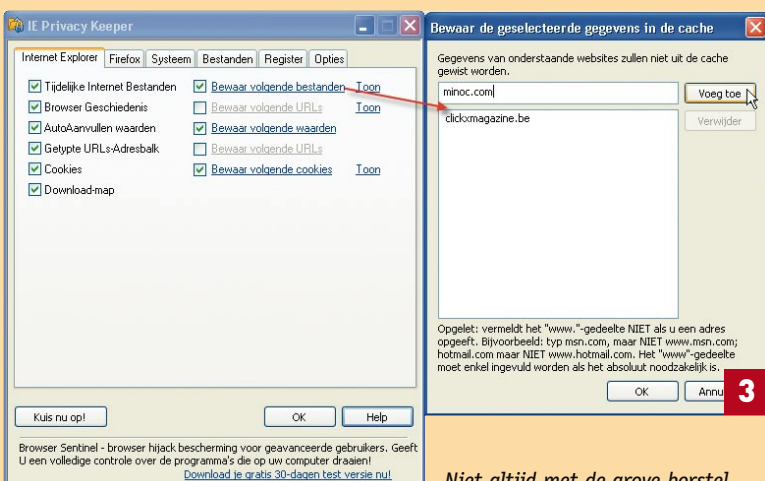 IE Privacy Keeper
Internet Explorer Firefox Systeem Bestanden Register Opties
Tijdelijke Internet Bestanden Bewaar volgende bestanden Toon
Browser Geschiedenis Bewaar volgende URLs Toon
AutoAanvullen waarden Bewaar volgende waarden
Getypte URLs-Adresbalk Bewaar volgende URLs
Cookies Bewaar volgende cookies Toon
Download-map
Kuis nu op! OK Help
Browser Sentinel - browser hijack bescherming voor geavanceerde gebruikers. Geeft
U een volledige controle over de programma's die op uw computer draaien!
Download je gratis 30-dagen test versie nu!
Bewaar de geselecteerde gegevens in de cache
Gegevens van onderstaande websites zullen niet uit de cache
gewist worden.
minoc.com Voeg toe
clickxmagazine.be Verwijder
Opgelet: vermeldt het "www."-gedeelte NIET als u een adres
opgeeft. Bijvoorbeeld: typ msn.com, maar NIET www.msn.com;
hotmail.com maar NIET www.hotmail.com. Het "www"-gedeelte
moet enkel ingevuld worden als het absoluut noodzakelijk is.
OK Annu
3
Niet altijd met de grove borstel